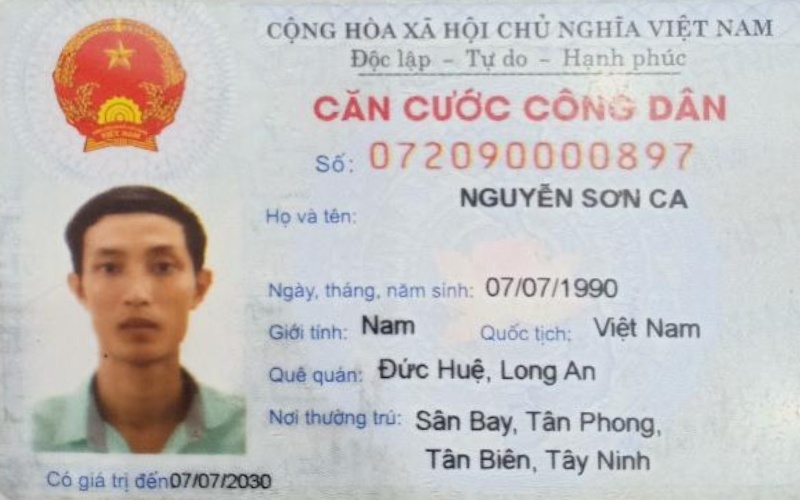 CỘNG HÒA XÃ HỘI CHỦ NGHĨA VIỆT NAM
Độc lập - Tự do - Hạnh phúc
CĂN CƯỚC CÔNG DÂN
Số: 072090000897
Họ và tên: NGUYỄN SƠN CA
Ngày, tháng, năm sinh: 07/07/1990
Giới tính: Nam Quốc tịch: Việt Nam
Quê quán: Đức Huệ, Long An
Nơi thường trú: Sân Bay, Tân Phong,
Tân Biên, Tây Ninh
Có giá trị đến 07/07/2030
VIỆT NAM